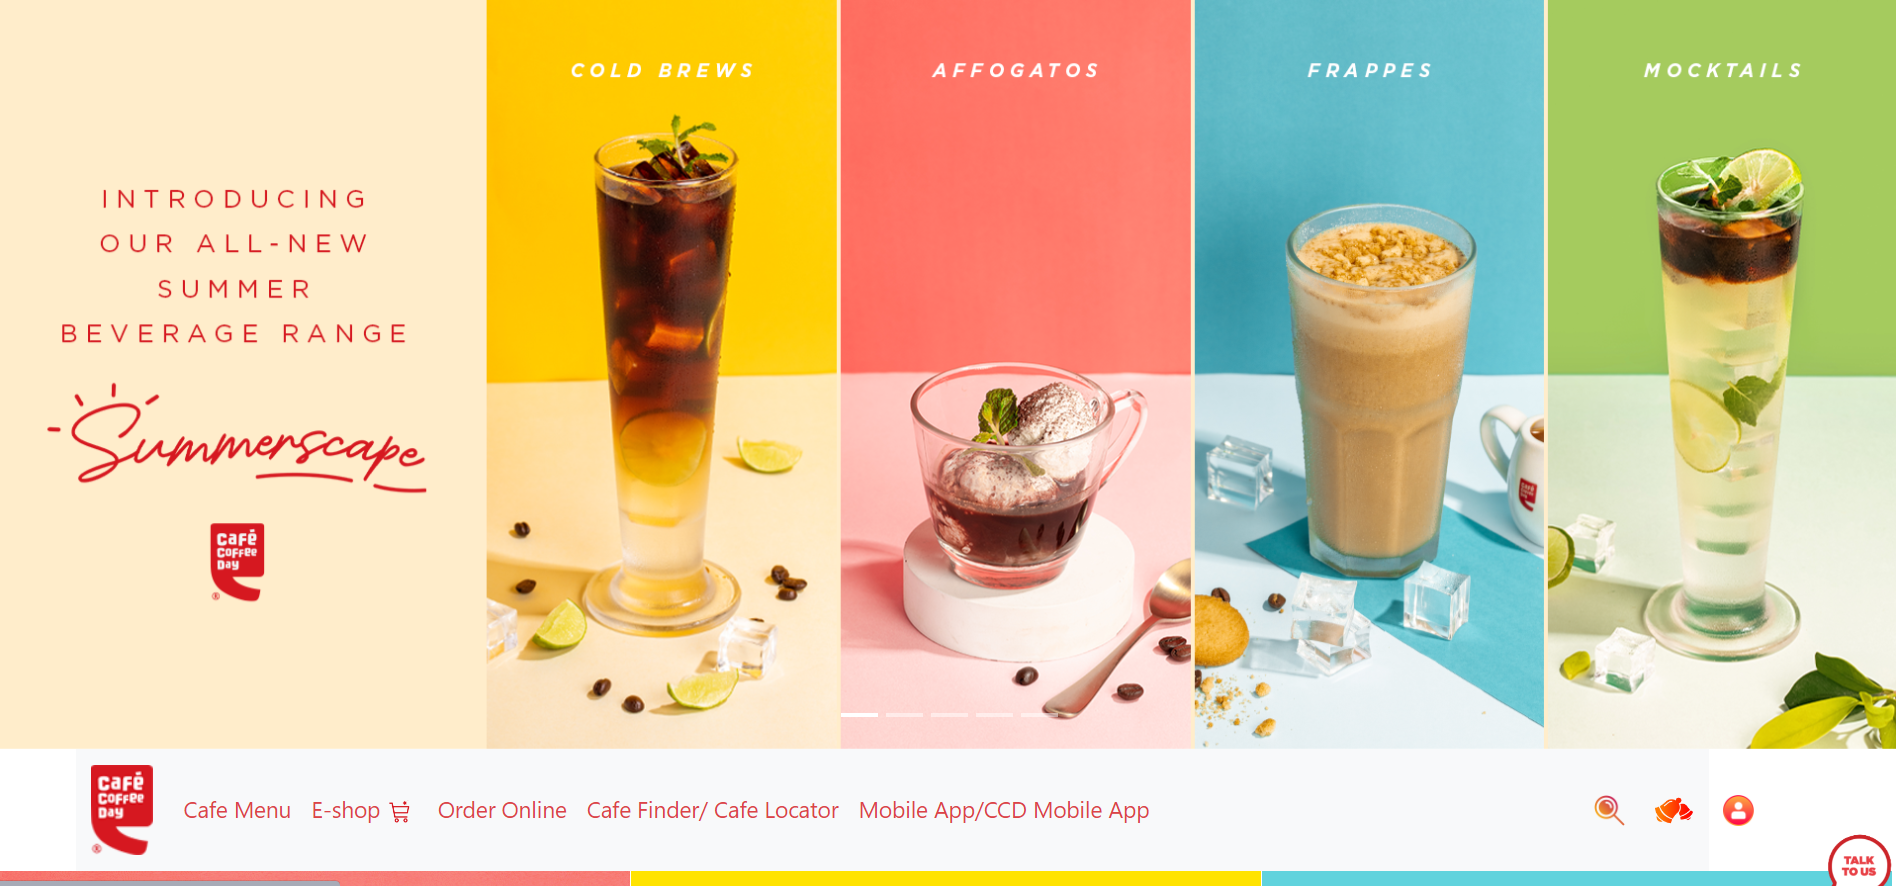 INTRODUCING
OUR ALL-NEW
SUMMER
BEVERAGE RANGE
Summerscape
Café
Coffee
Day
®
COLD BREWS
AFFOGATOS
FRAPPES
MOCKTAILS
Café
Coffee
Day
®
Cafe Menu
E-shop
Order Online
Cafe Finder/ Cafe Locator
Mobile App/CCD Mobile App
TALK
TO US